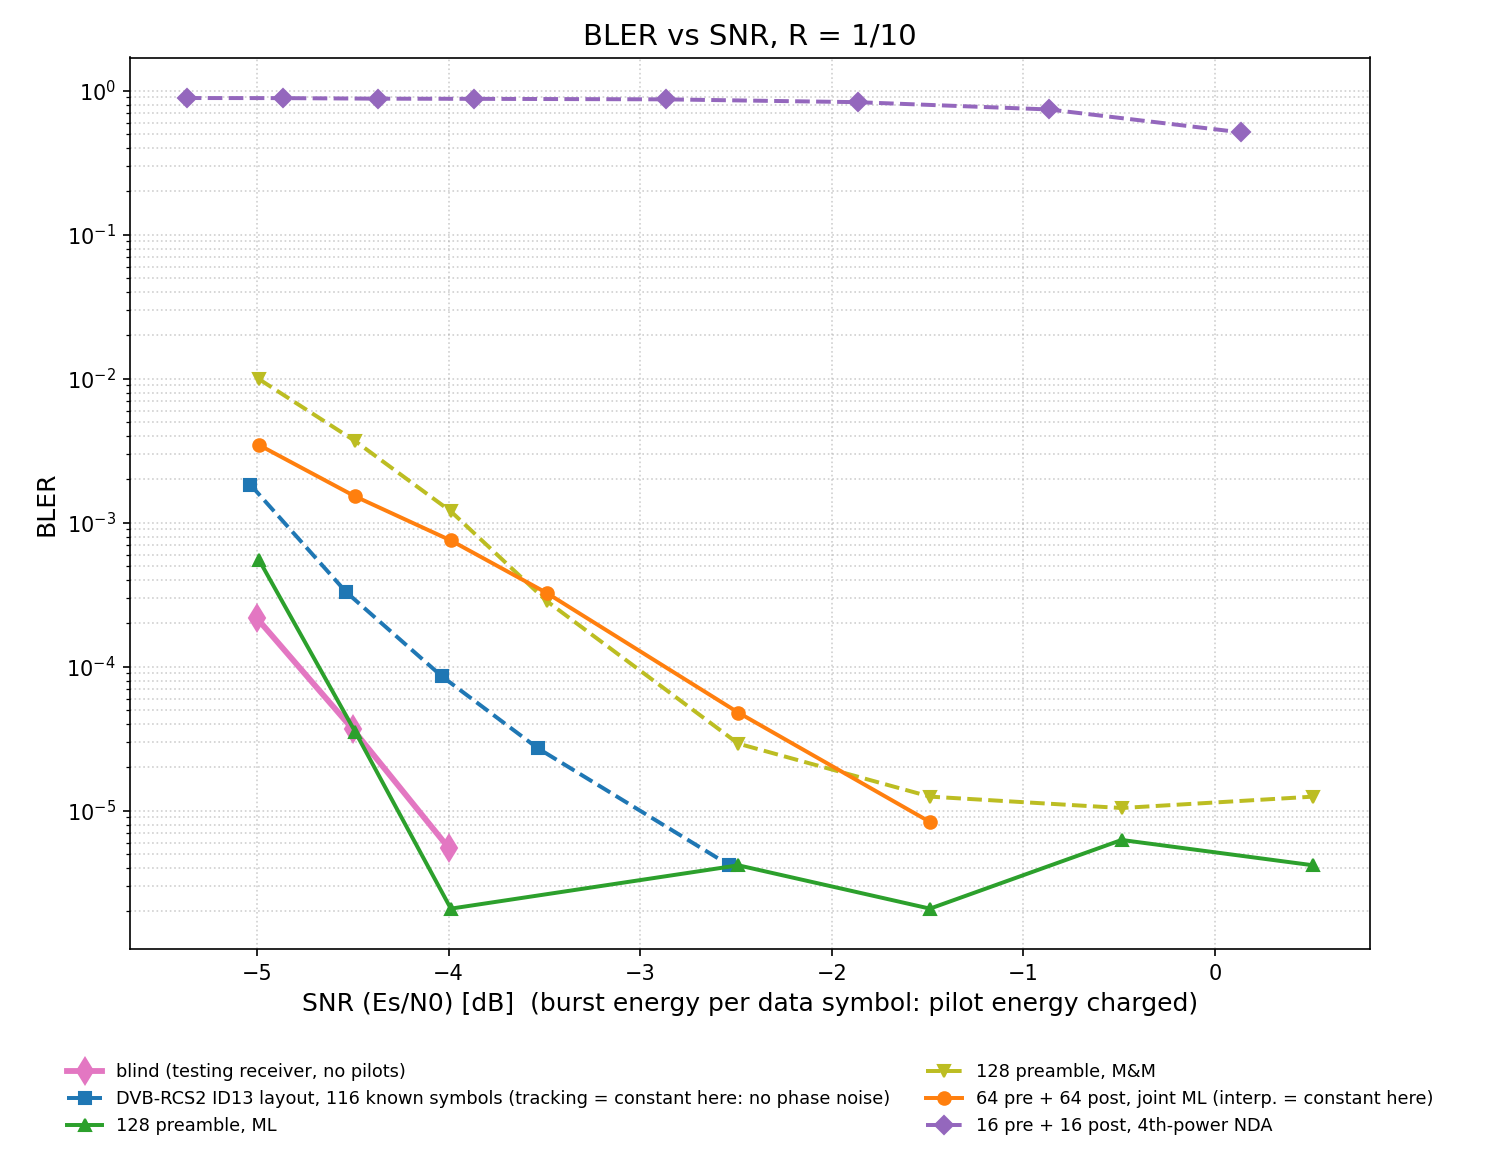 BLER vs SNR, R = 1/10
10⁰
10⁻¹
10⁻²
10⁻³
10⁻⁴
10⁻⁵
BLER
−5
−4
−3
−2
−1
0
SNR (Es/N0) [dB]  (burst energy per data symbol: pilot energy charged)
blind (testing receiver, no pilots)
DVB-RCS2 ID13 layout, 116 known symbols (tracking = constant here: no phase noise)
128 preamble, ML
128 preamble, M&M
64 pre + 64 post, joint ML (interp. = constant here)
16 pre + 16 post, 4th-power NDA